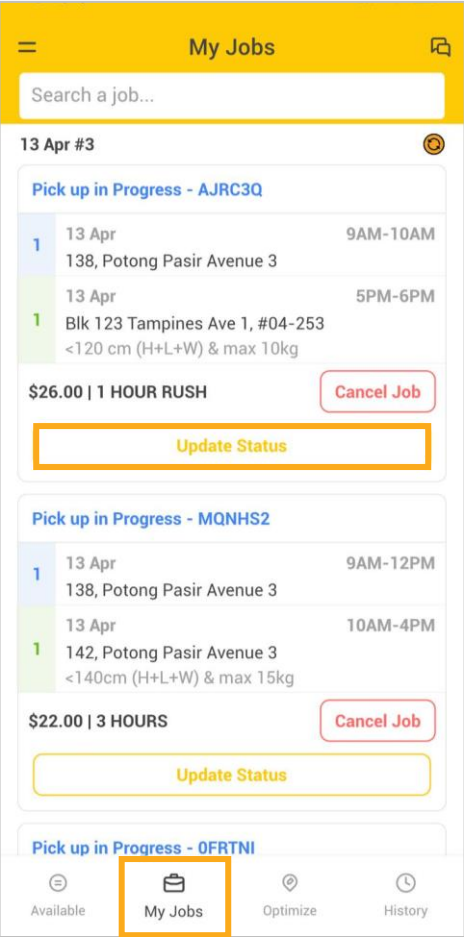 My Jobs
Search a job...
13 Apr #3
Pick up in Progress - AJRC3Q
1
13 Apr
9AM-10AM
138, Potong Pasir Avenue 3
1
13 Apr
5PM-6PM
Blk 123 Tampines Ave 1, #04-253
<120 cm (H+L+W) & max 10kg
$26.00 | 1 HOUR RUSH
Cancel Job
Update Status
Pick up in Progress - MQNHS2
1
13 Apr
9AM-12PM
138, Potong Pasir Avenue 3
1
13 Apr
10AM-4PM
142, Potong Pasir Avenue 3
<140cm (H+L+W) & max 15kg
$22.00 | 3 HOURS
Cancel Job
Update Status
Pick up in Progress - 0FRTNI
Available
My Jobs
Optimize
History